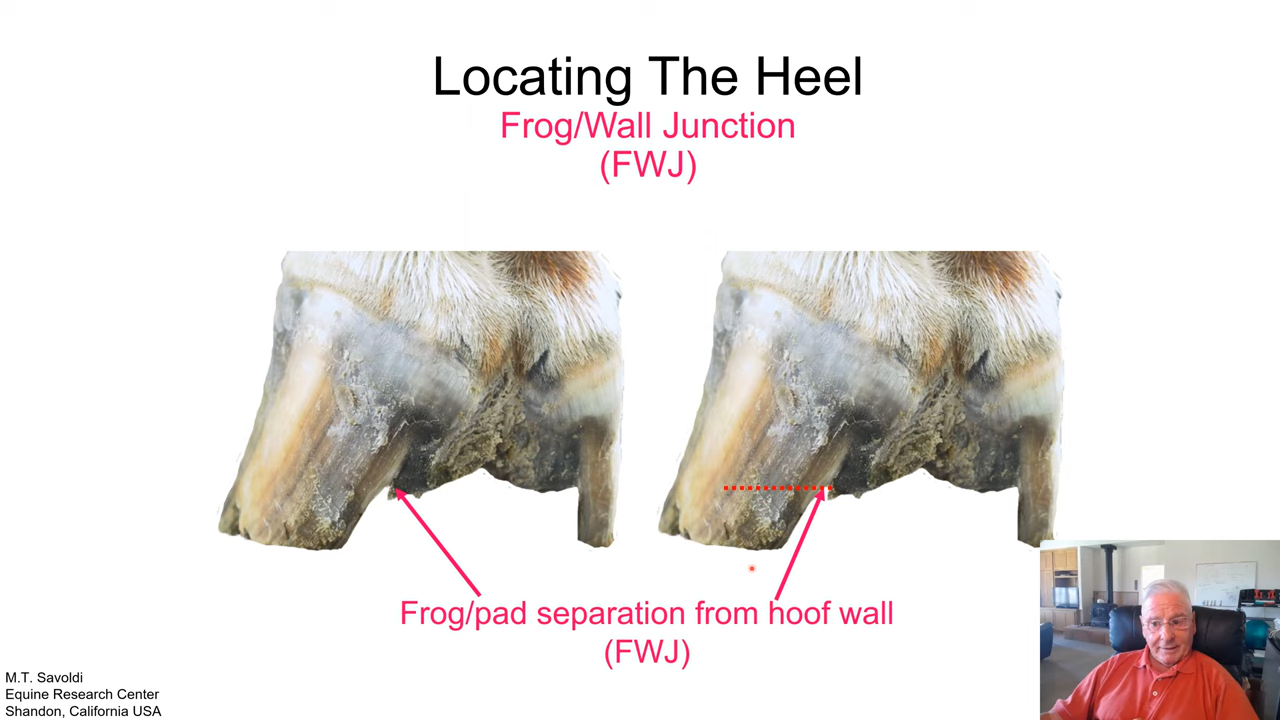 Locating The Heel
Frog/Wall Junction
(FWJ)
Frog/pad separation from hoof wall
(FWJ)
M.T. Savoldi
Equine Research Center
Shandon, California USA